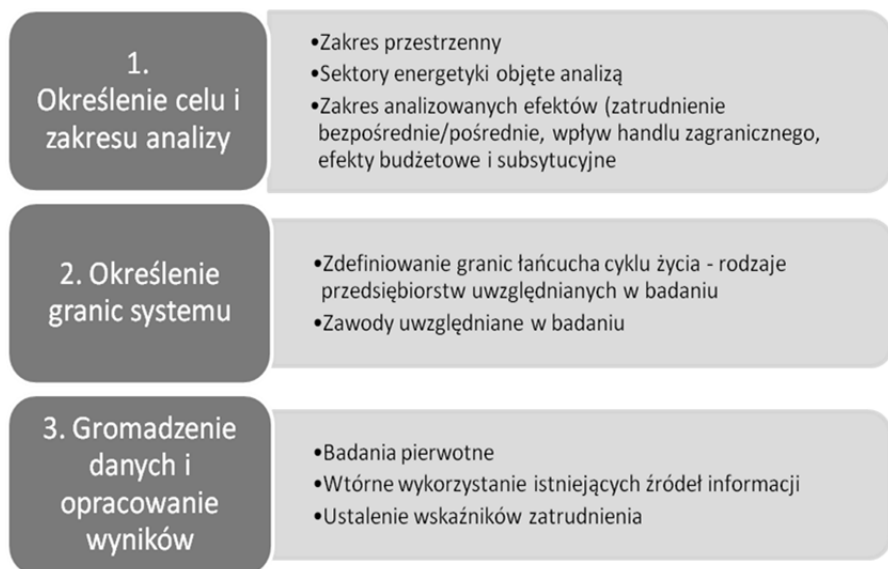 1.
Określenie celu i
zakresu analizy
•Zakres przestrzenny
•Sektory energetyki objęte analizą
•Zakres analizowanych efektów (zatrudnienie
bezpośrednie/pośrednie, wpływ handlu zagranicznego,
efekty budżetowe i subsytucyjne
2. Określenie
granic systemu
•Zdefiniowanie granic łańcucha cyklu życia - rodzaje
przedsiębiorstw uwzględnianych w badaniu
•Zawody uwzględniane w badaniu
3. Gromadzenie
danych i
opracowanie
wyników
•Badania pierwotne
•Wtórne wykorzystanie istniejących źródeł informacji
•Ustalenie wskaźników zatrudnienia